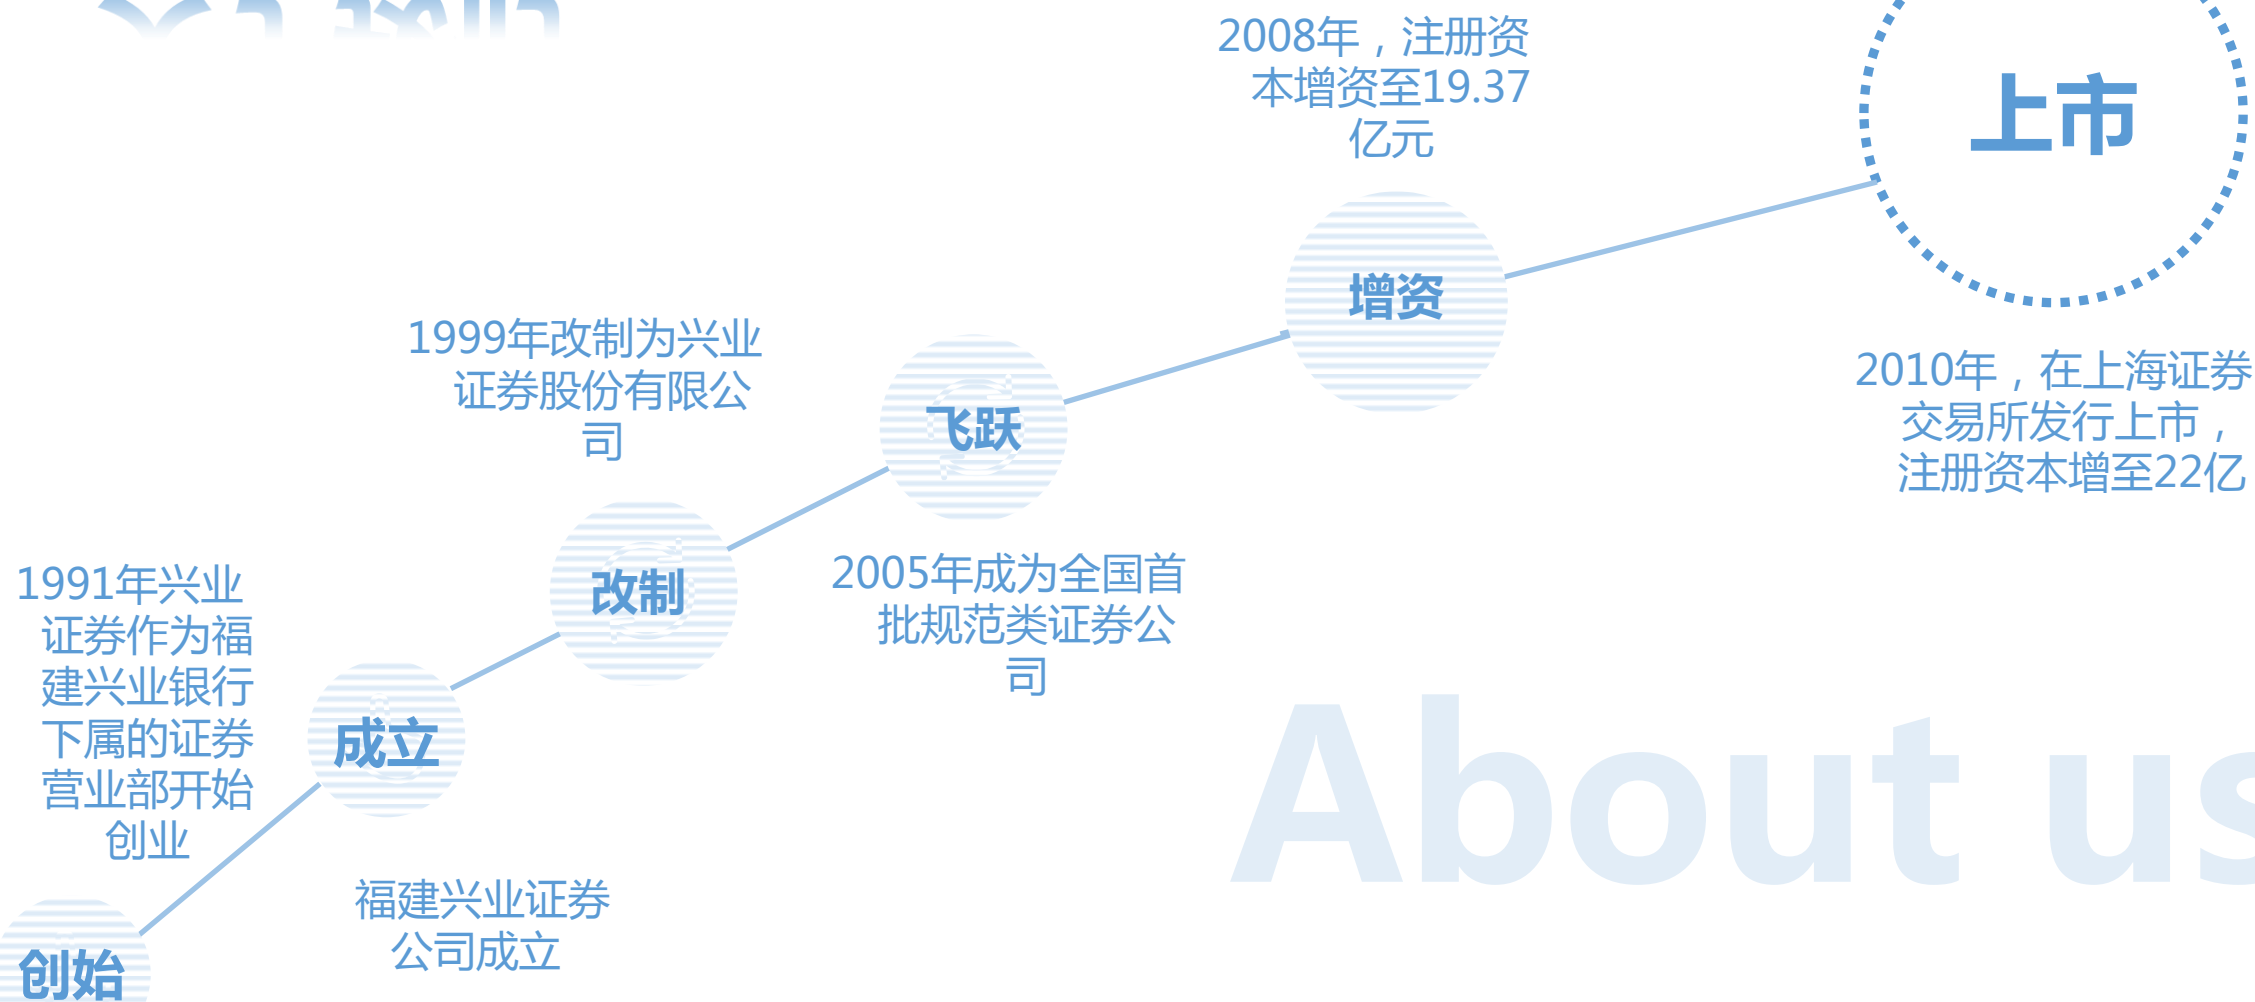 2008年，注册资
本增资至19.37
亿元
上市
增资
2010年，在上海证券
交易所发行上市，
注册资本增至22亿
1999年改制为兴业
证券股份有限公
司
飞跃
2005年成为全国首
批规范类证券公
司
改制
1991年兴业
证券作为福
建兴业银行
下属的证券
营业部开始
创业
成立
福建兴业证券
公司成立
创始
About us